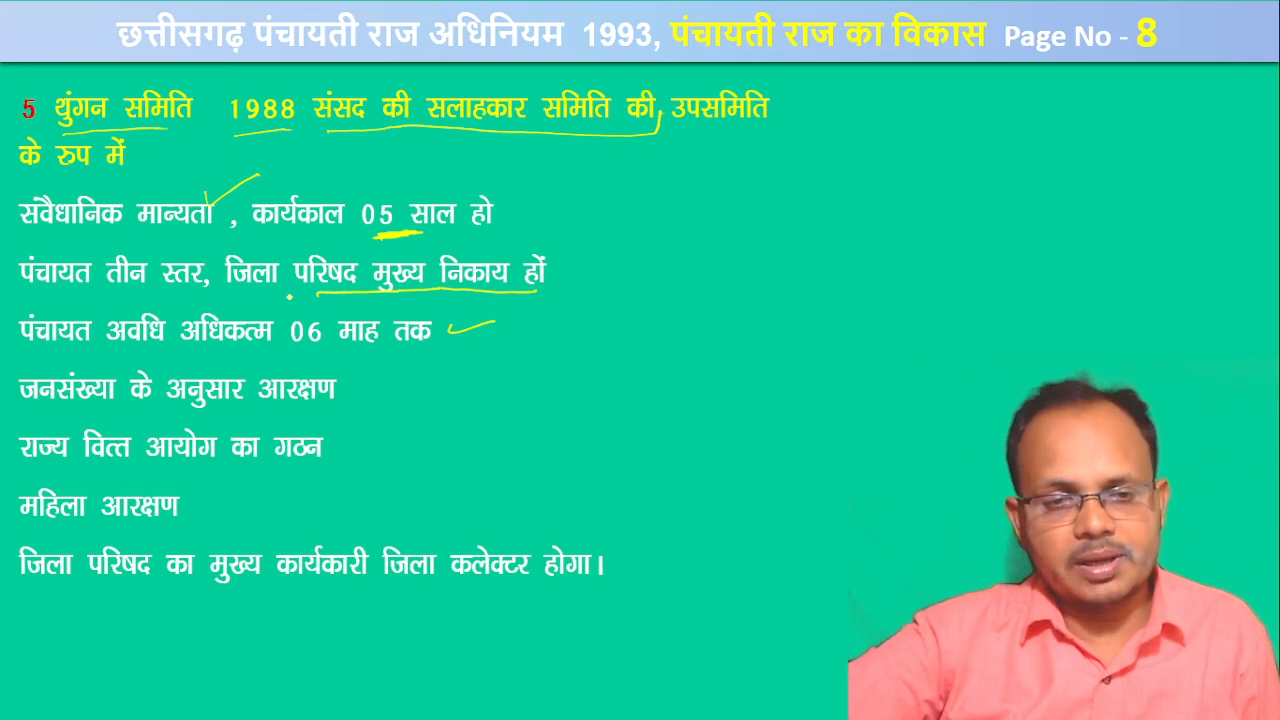 छत्तीसगढ़ पंचायती राज अधिनियम 1993, पंचायती राज का विकास Page No - 8
5 थुंगन समिति 1988 संसद की सलाहकार समिति की उपसमिति
के रुप में
संवैधानिक मान्यता , कार्यकाल 05 साल हो
पंचायत तीन स्तर, जिला परिषद मुख्य निकाय हों
पंचायत अवधि अधिकत्म 06 माह तक
जनसंख्या के अनुसार आरक्षण
राज्य वित्त आयोग का गठन
महिला आरक्षण
जिला परिषद का मुख्य कार्यकारी जिला कलेक्टर होगा।